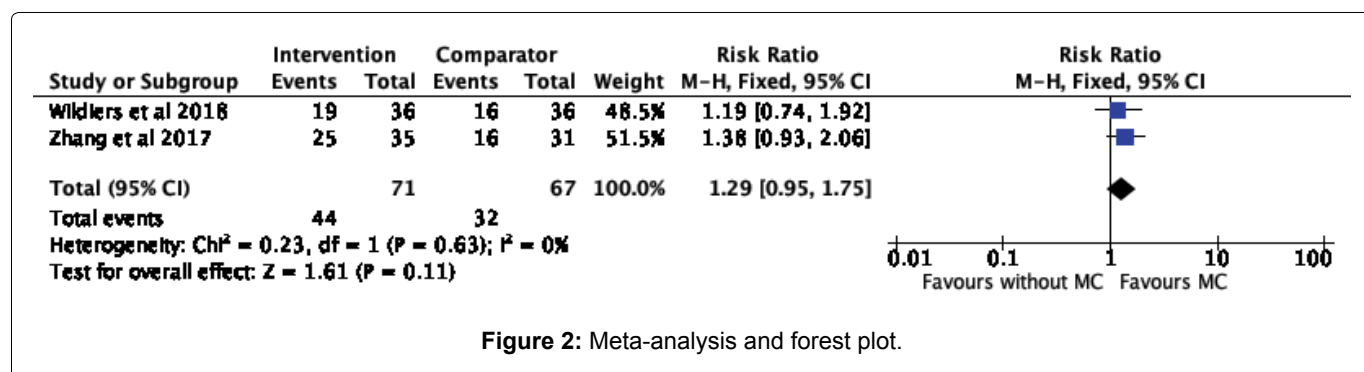 Intervention Comparator Risk Ratio Risk Ratio
Study or Subgroup Events Total Events Total Weight M-H, Fixed, 95% CI M-H, Fixed, 95% CI
Wildiers et al 2018 19 36 16 36 48.5% 1.19 [0.74, 1.92]
Zhang et al 2017 25 35 16 31 51.5% 1.38 [0.93, 2.06]
Total (95% CI) 71 67 100.0% 1.29 [0.95, 1.75]
Total events 44 32
Heterogeneity: Chi² = 0.23, df = 1 (P = 0.63); I² = 0%
Test for overall effect: Z = 1.61 (P = 0.11)
0.01 0.1 1 10 100
Favours without MC Favours MC
Figure 2: Meta-analysis and forest plot.